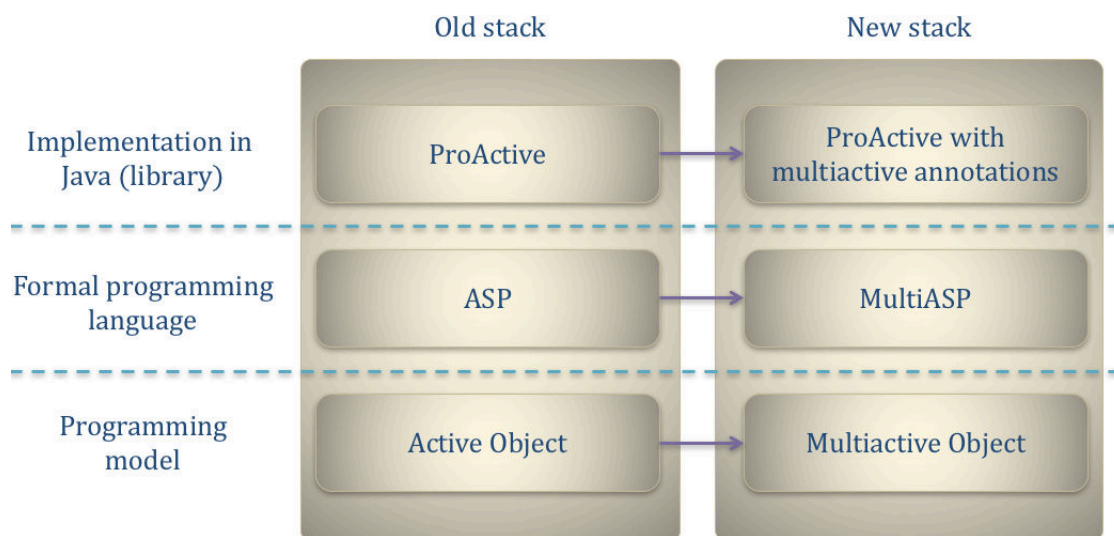 Old stack
New stack
Implementation in
Java (library)
ProActive
ProActive with
multiactive annotations
Formal programming
language
ASP
MultiASP
Programming
model
Active Object
Multiactive Object